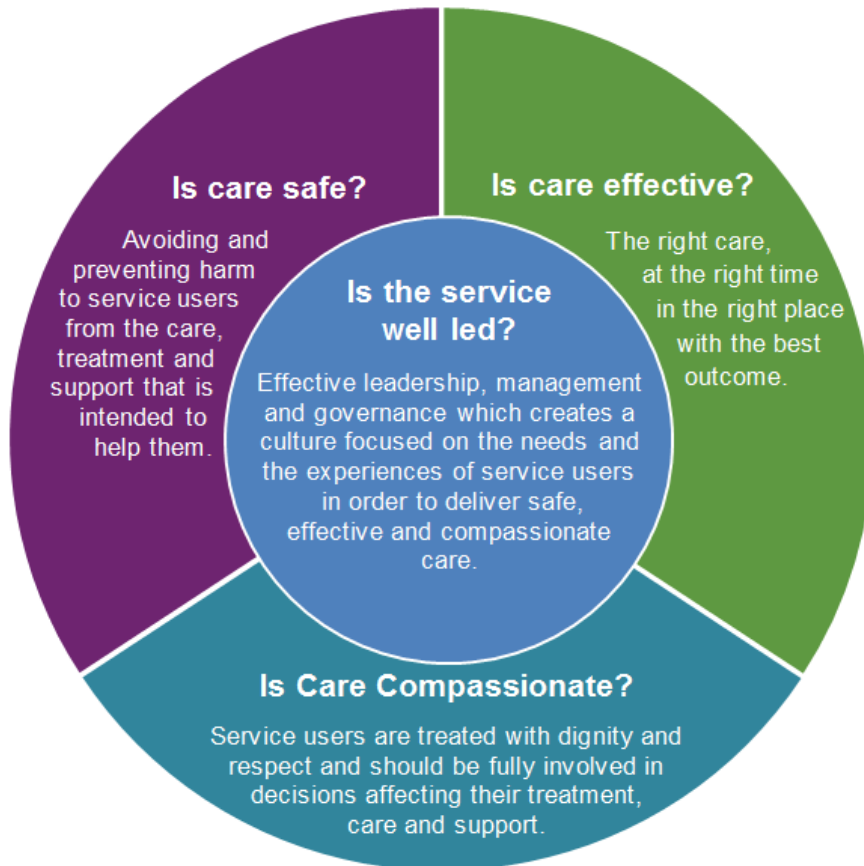 Is care safe?
Avoiding and
preventing harm
to service users
from the care,
treatment and
support that is
intended to
help them.
Is care effective?
The right care,
at the right time
in the right place
with the best
outcome.
Is the service
well led?
Effective leadership, management
and governance which creates a
culture focused on the needs and
the experiences of service users
in order to deliver safe,
effective and compassionate
care.
Is Care Compassionate?
Service users are treated with dignity and
respect and should be fully involved in
decisions affecting their treatment,
care and support.